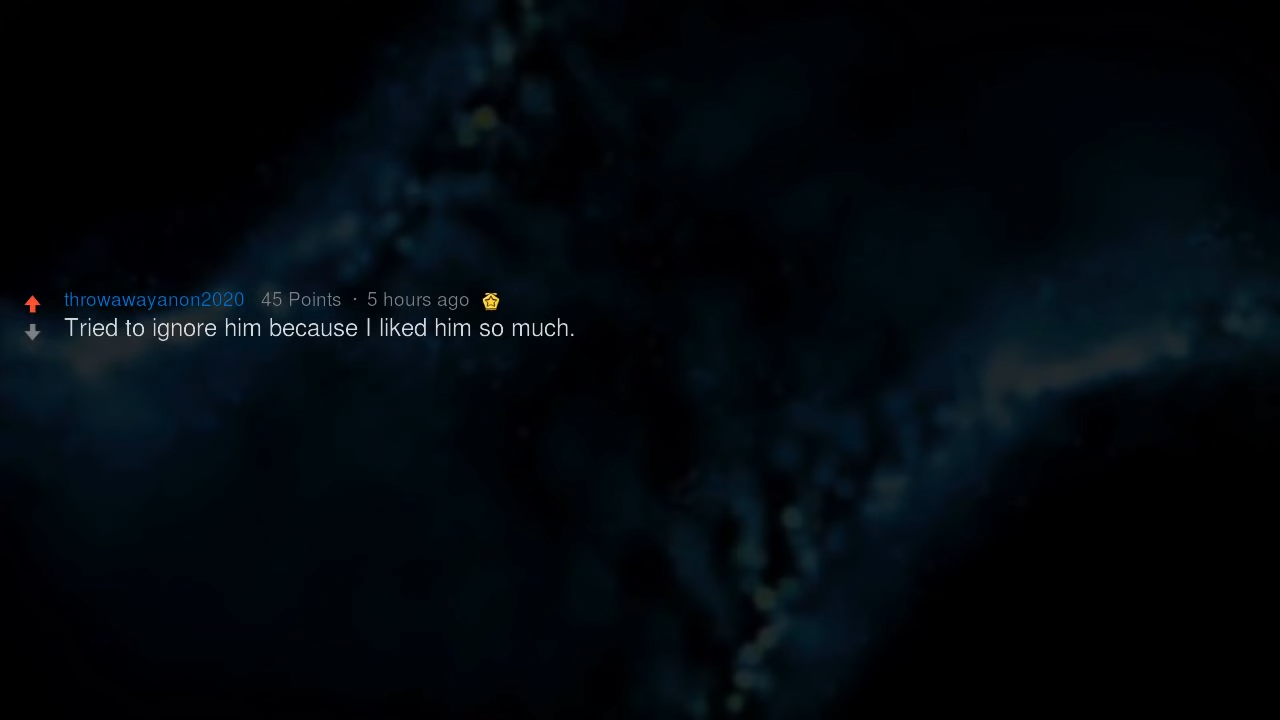 throwawayanon2020 45 Points · 5 hours ago
Tried to ignore him because I liked him so much.